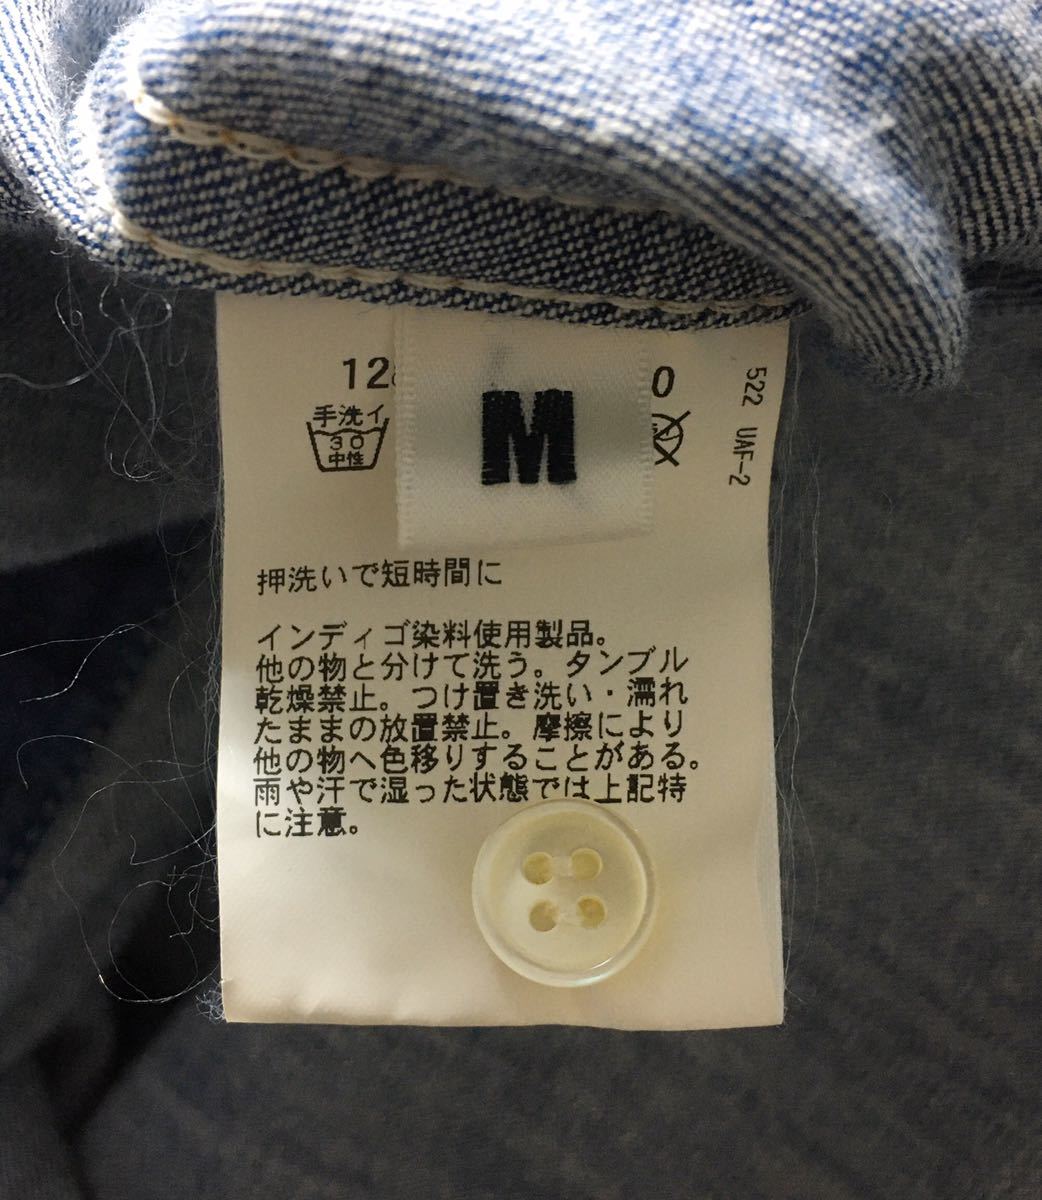 12
M
0
522 UAF-2
手洗イ
30
中性
押洗いで短時間に
インディゴ染料使用製品。
他の物と分けて洗う。タンブル
乾燥禁止。つけ置き洗い・濡れ
たままの放置禁止。摩擦により
他の物へ色移りすることがある。
雨や汗で湿った状態では上記特
に注意。